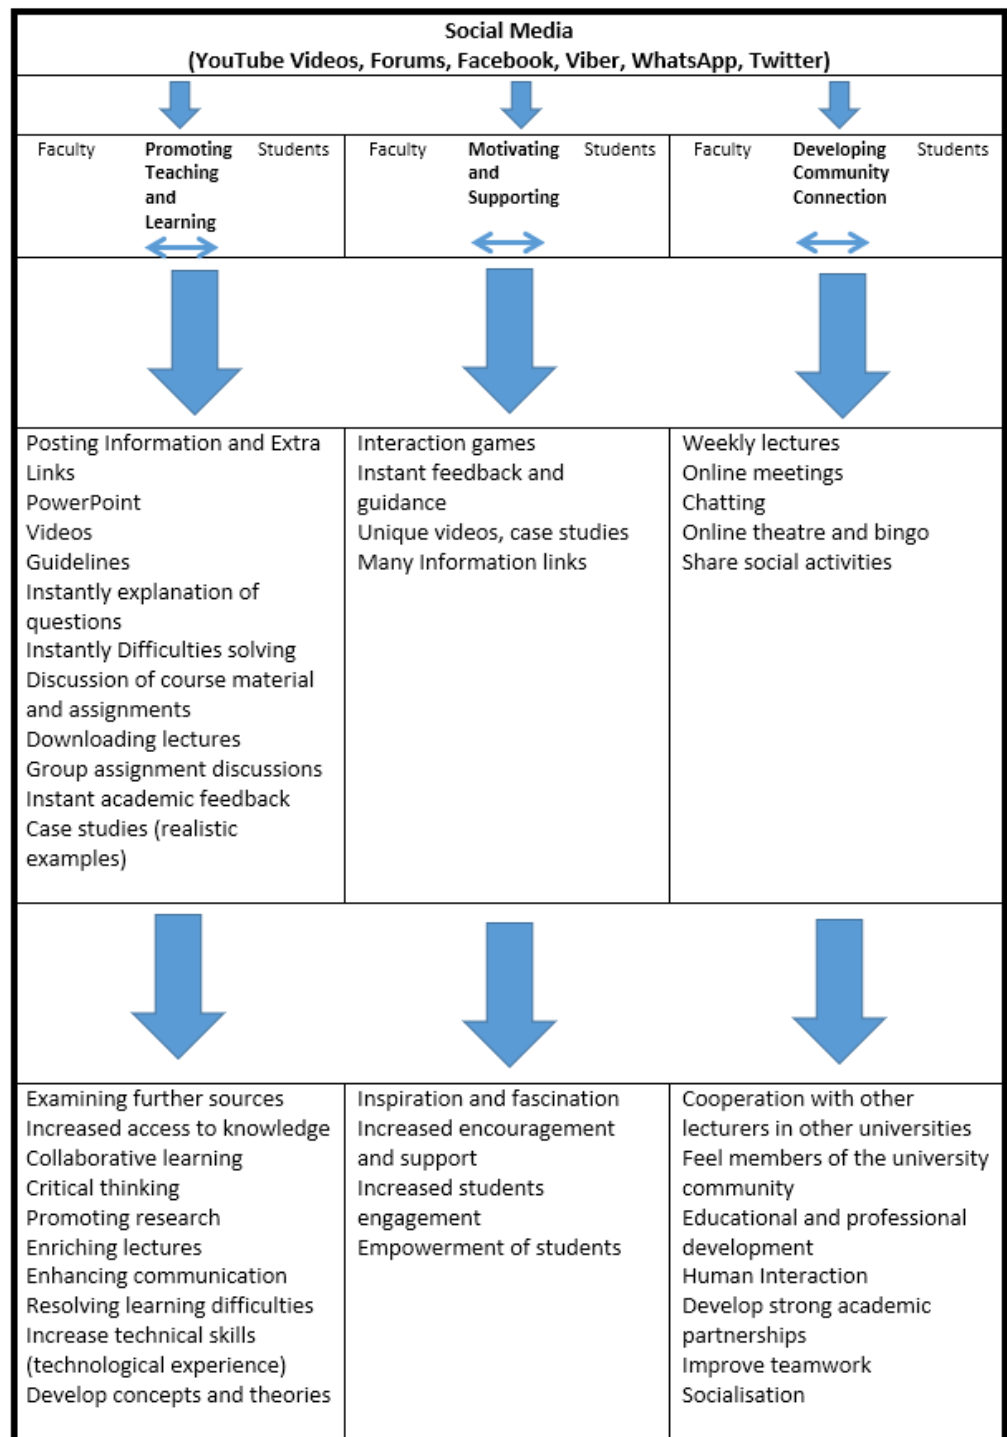 Social Media
(YouTube Videos, Forums, Facebook, Viber, WhatsApp, Twitter)
Faculty
Promoting
Teaching
and
Learning
Students
Faculty
Motivating
and
Supporting
Students
Faculty
Developing
Community
Connection
Students
Posting Information and Extra
Links
PowerPoint
Videos
Guidelines
Instantly explanation of
questions
Instantly Difficulties solving
Discussion of course material
and assignments
Downloading lectures
Group assignment discussions
Instant academic feedback
Case studies (realistic
examples)
Interaction games
Instant feedback and
guidance
Unique videos, case studies
Many Information links
Weekly lectures
Online meetings
Chatting
Online theatre and bingo
Share social activities
Examining further sources
Increased access to knowledge
Collaborative learning
Critical thinking
Promoting research
Enriching lectures
Enhancing communication
Resolving learning difficulties
Increase technical skills
(technological experience)
Develop concepts and theories
Inspiration and fascination
Increased encouragement
and support
Increased students
engagement
Empowerment of students
Cooperation with other
lecturers in other universities
Feel members of the university
community
Educational and professional
development
Human Interaction
Develop strong academic
partnerships
Improve teamwork
Socialisation